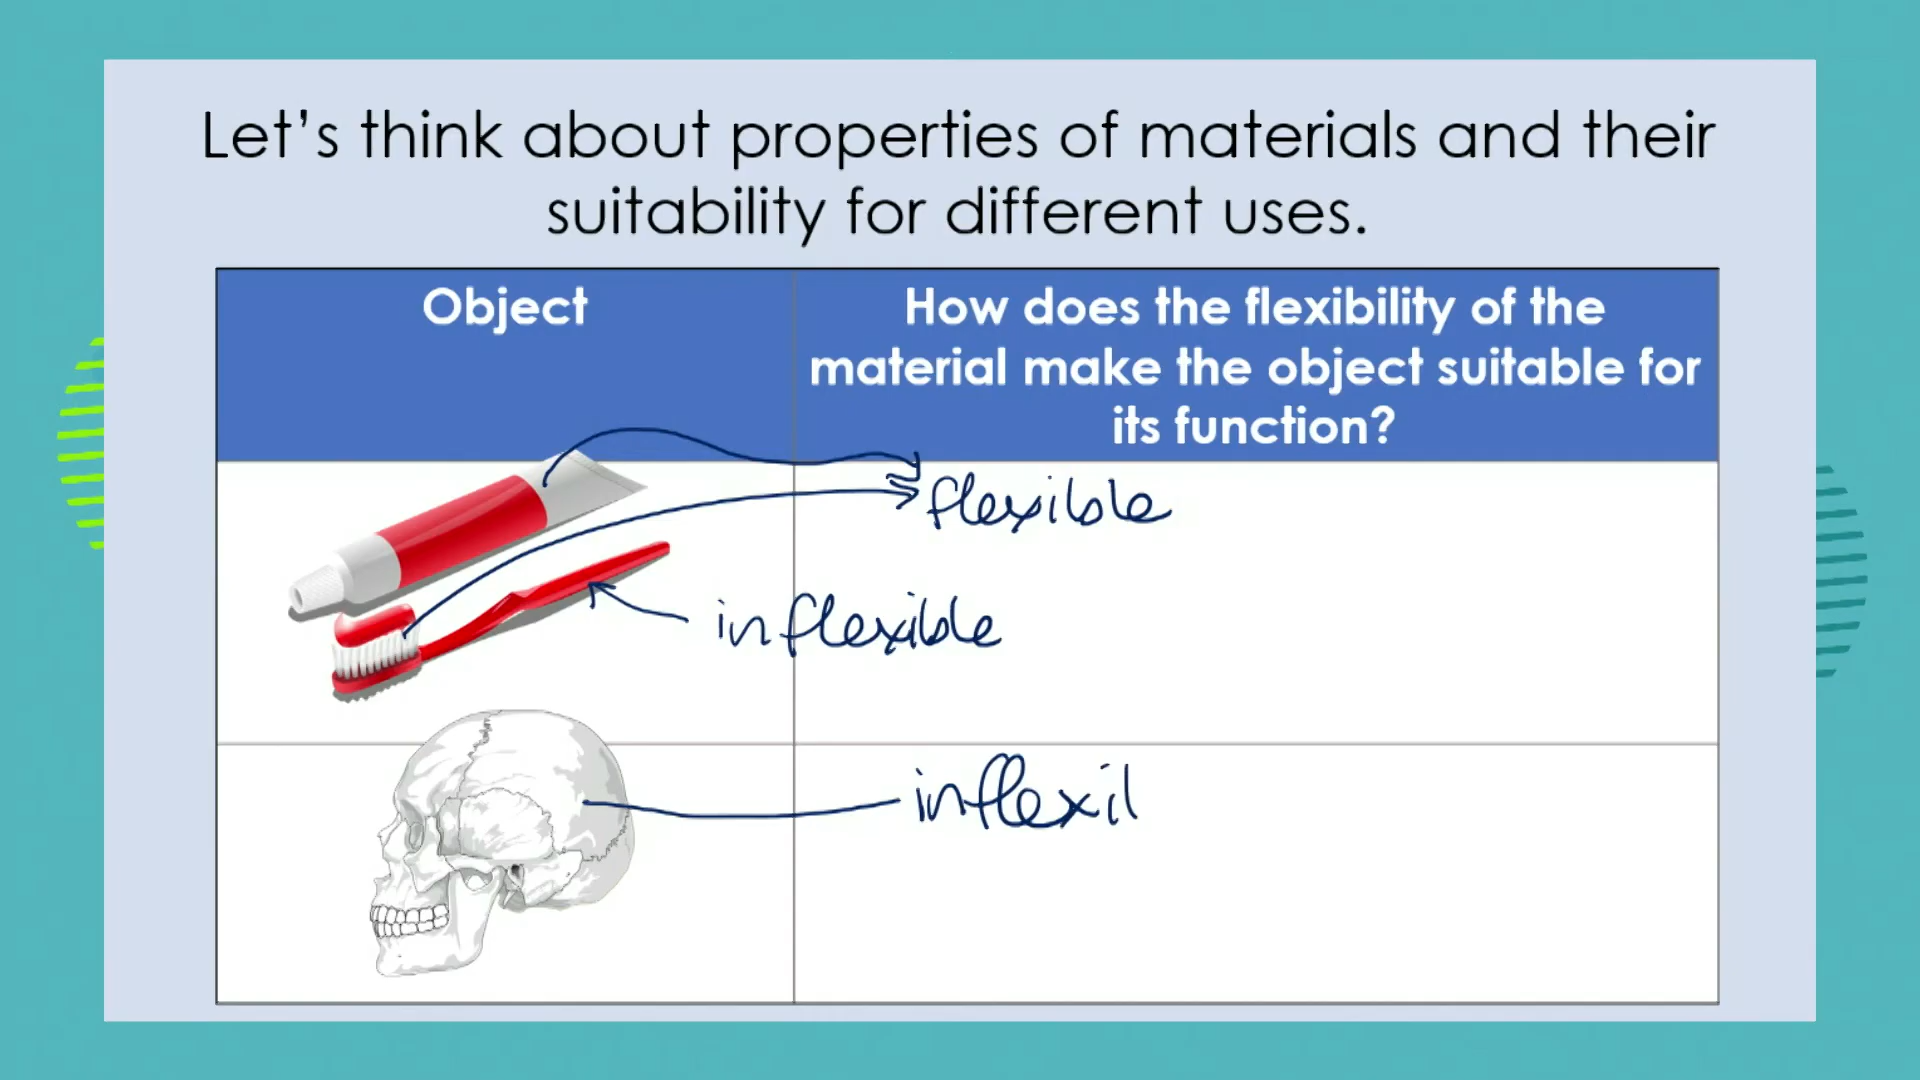 Let's think about properties of materials and their
suitability for different uses.
Object
How does the flexibility of the
material make the object suitable for
its function?
flexible
inflexible
inflexil